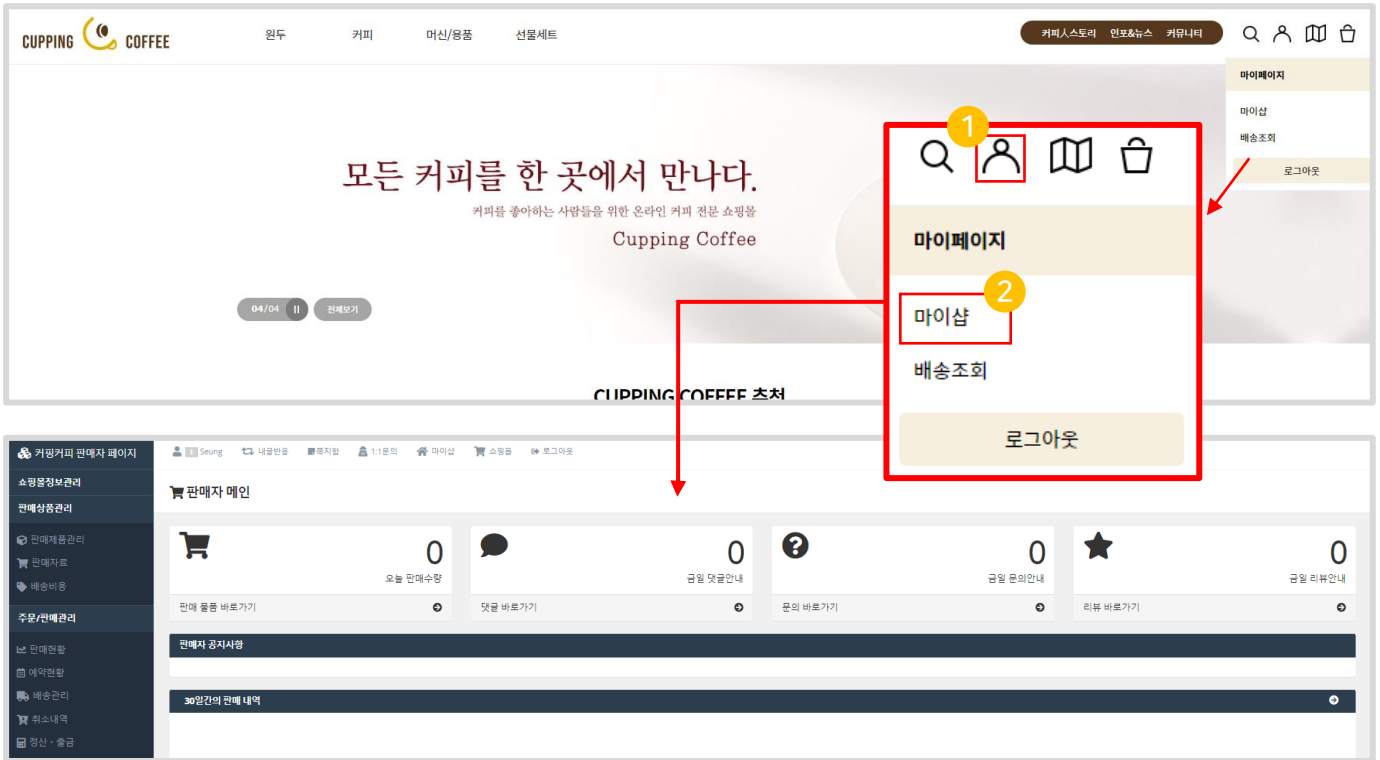 CUPPING COFFEE
원두 커피 머신/용품 선물세트
커피人스토리 인포&뉴스 커뮤니티
마이페이지
마이샵
배송조회
로그아웃
모든 커피를 한 곳에서 만나다.
커피를 좋아하는 사람들을 위한 온라인 커피 전문 쇼핑몰
Cupping Coffee
04/04 전체보기
CUPPING COFFEE 추천
1
마이페이지
2
마이샵
배송조회
로그아웃
커핑커피 판매자 페이지
1 Seung 내글반응 쪽지함 1:1문의 마이샵 쇼핑몰 로그아웃
쇼핑몰정보관리
판매상품관리
판매제품관리
판매자료
배송비용
주문/판매관리
판매현황
예약현황
배송관리
취소내역
정산 · 출금
판매자 메인
0
오늘 판매수량
판매 물품 바로가기
0
금일 댓글안내
댓글 바로가기
0
금일 문의안내
문의 바로가기
0
금일 리뷰안내
리뷰 바로가기
판매자 공지사항
30일간의 판매 내역